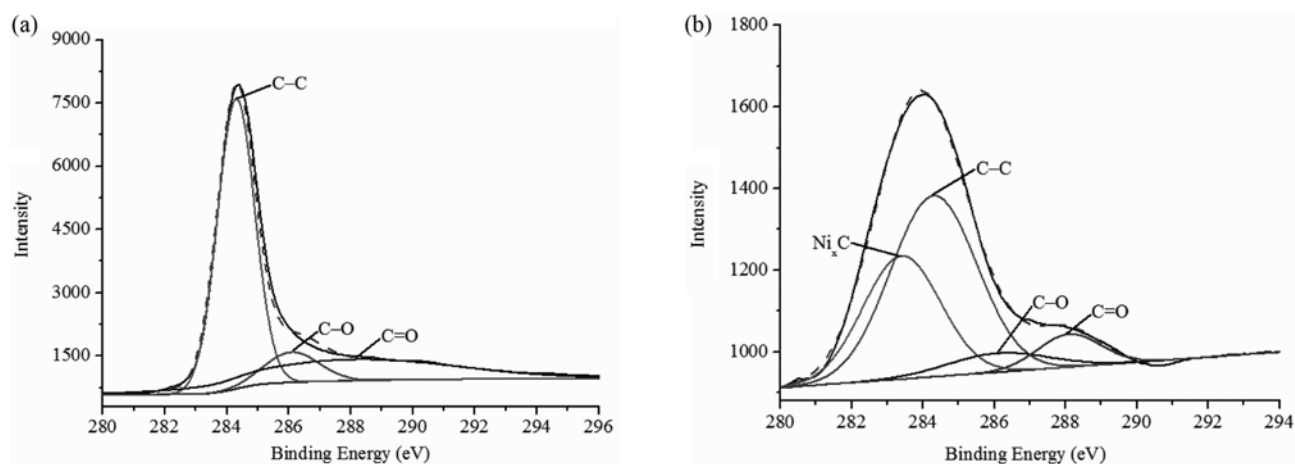 (a)
9000
7500
6000
4500
3000
1500
Intensity
C–C
C–O
C=O
280 282 284 286 288 290 292 294 296
Binding Energy (eV)
(b)
1800
1600
1400
1200
1000
Intensity
C–C
NiₓC
C–O
C=O
280 282 284 286 288 290 292 294
Binding Energy (eV)